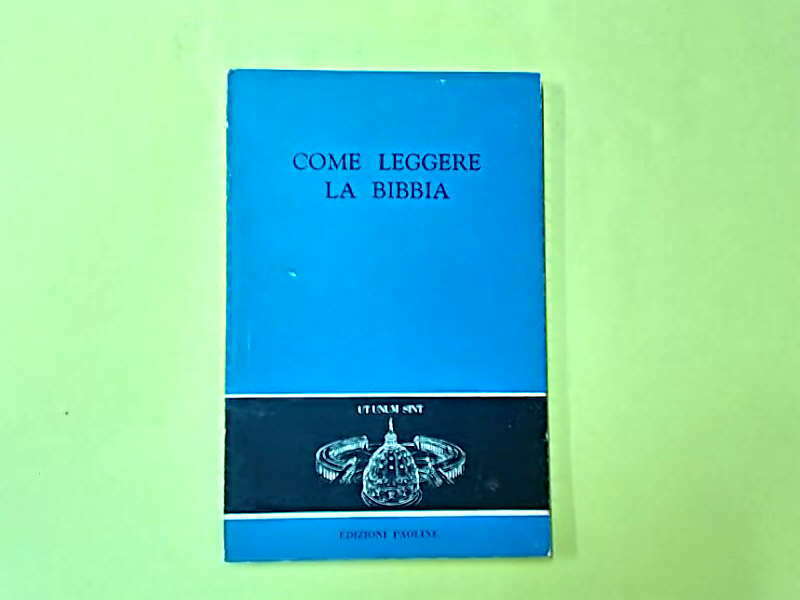 COME LEGGERE
LA BIBBIA
UT UNUM SINT
EDIZIONI PAOLINE